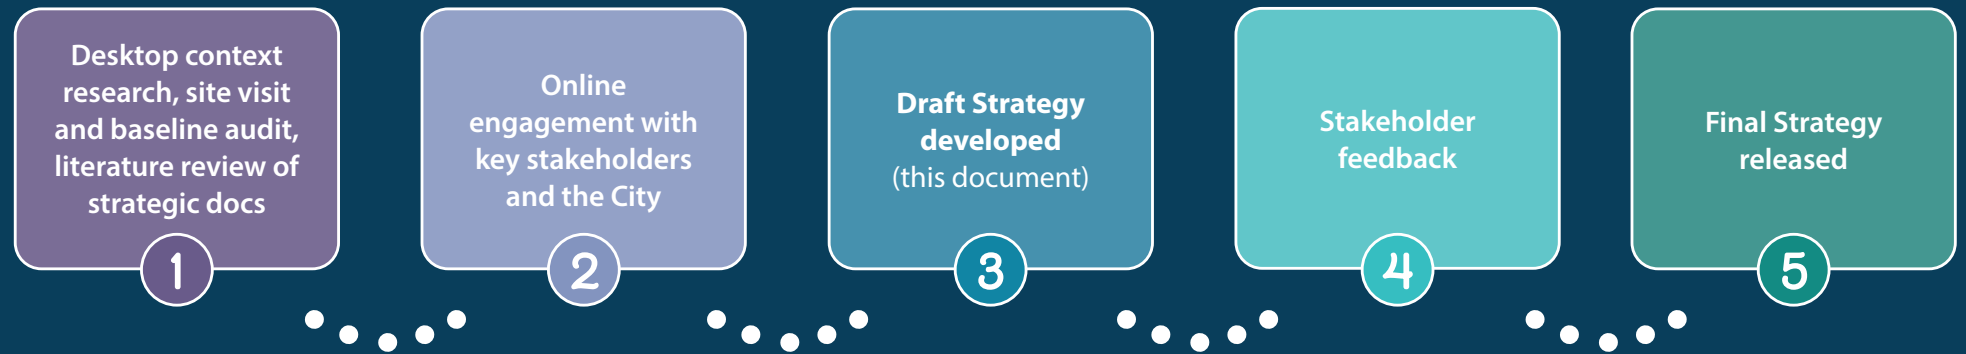 Desktop context
research, site visit
and baseline audit,
literature review of
strategic docs
1
Online
engagement with
key stakeholders
and the City
2
Draft Strategy
developed
(this document)
3
Stakeholder
feedback
4
Final Strategy
released
5